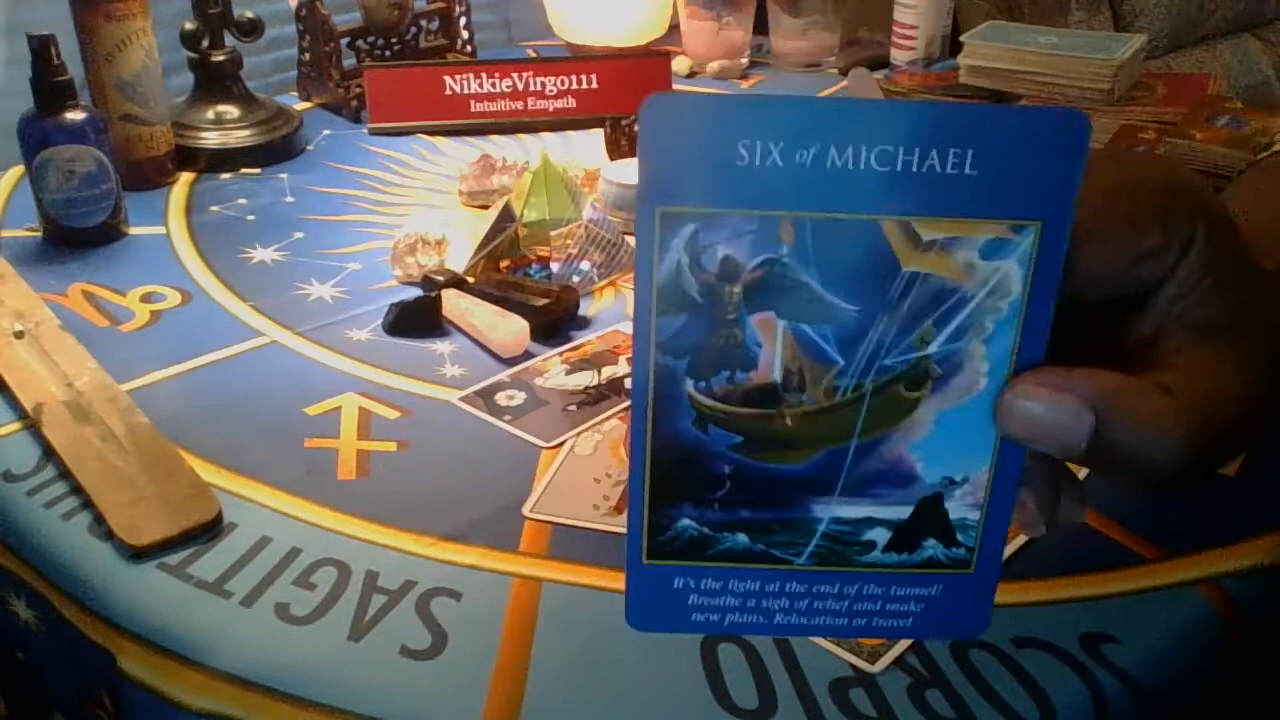 NikkieVirgo111
Intuitive Empath
SIX of MICHAEL
It's the light at the end of the tunnel!
Breathe a sigh of relief and make
new plans. Relocation or travel
SAGITT
SCORPIO